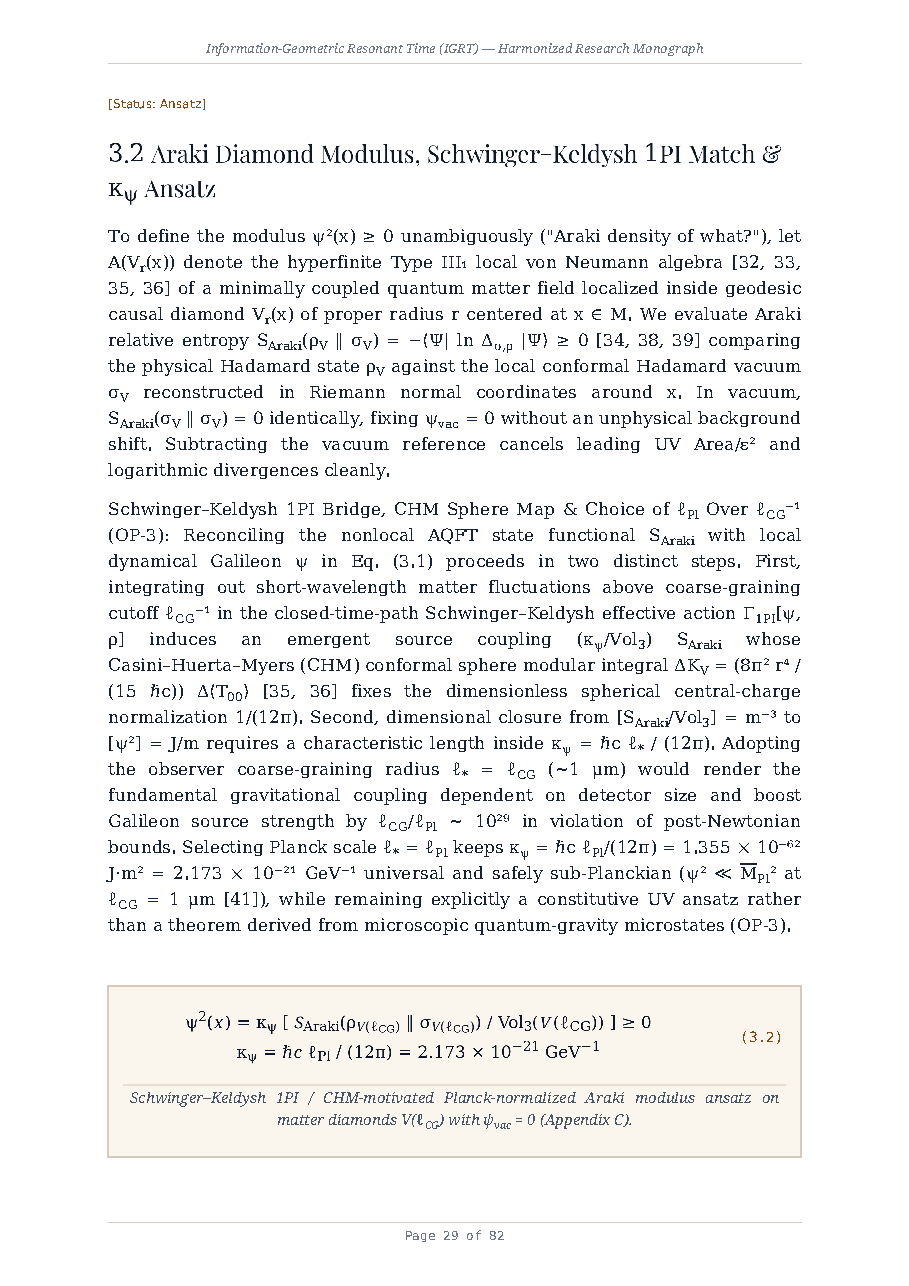 Information-Geometric Resonant Time (IGRT) — Harmonized Research Monograph
[Status: Ansatz]
3.2 Araki Diamond Modulus, Schwinger–Keldysh 1PI Match &
κψ Ansatz
To define the modulus ψ²(x) ≥ 0 unambiguously ("Araki density of what?"), let
A(Vr(x)) denote the hyperfinite Type III₁ local von Neumann algebra [32, 33,
35, 36] of a minimally coupled quantum matter field localized inside geodesic
causal diamond Vr(x) of proper radius r centered at x ∈ M. We evaluate Araki
relative entropy SAraki(ρV ∥ σV) = −⟨Ψ| ln Δσ,ρ |Ψ⟩ ≥ 0 [34, 38, 39] comparing
the physical Hadamard state ρV against the local conformal Hadamard vacuum
σV reconstructed in Riemann normal coordinates around x. In vacuum,
SAraki(σV ∥ σV) = 0 identically, fixing ψvac = 0 without an unphysical background
shift. Subtracting the vacuum reference cancels leading UV Area/ε² and
logarithmic divergences cleanly.
Schwinger–Keldysh 1PI Bridge, CHM Sphere Map & Choice of ℓPl Over ℓCG⁻¹
(OP-3): Reconciling the nonlocal AQFT state functional SAraki with local
dynamical Galileon ψ in Eq. (3.1) proceeds in two distinct steps. First,
integrating out short-wavelength matter fluctuations above coarse-graining
cutoff ℓCG⁻¹ in the closed-time-path Schwinger–Keldysh effective action Γ1PI[ψ,
ρ] induces an emergent source coupling (κψ/Vol3) SAraki whose
Casini–Huerta–Myers (CHM) conformal sphere modular integral ΔKV = (8π² r⁴ /
(15 ℏc)) Δ⟨T00⟩ [35, 36] fixes the dimensionless spherical central-charge
normalization 1/(12π). Second, dimensional closure from [SAraki/Vol3] = m⁻³ to
[ψ²] = J/m requires a characteristic length inside κψ = ℏc ℓ* / (12π). Adopting
the observer coarse-graining radius ℓ* = ℓCG (~1 μm) would render the
fundamental gravitational coupling dependent on detector size and boost
Galileon source strength by ℓCG/ℓPl ~ 10²⁹ in violation of post-Newtonian
bounds. Selecting Planck scale ℓ* = ℓPl keeps κψ = ℏc ℓPl/(12π) = 1.355 × 10⁻⁶²
J·m² = 2.173 × 10⁻²¹ GeV⁻¹ universal and safely sub-Planckian (ψ² ≪ M̅Pl² at
ℓCG = 1 μm [41]), while remaining explicitly a constitutive UV ansatz rather
than a theorem derived from microscopic quantum-gravity microstates (OP-3).
ψ²(x) = κψ [ SAraki(ρV(ℓCG) ∥ σV(ℓCG)) / Vol3(V(ℓCG)) ] ≥ 0
κψ = ℏc ℓPl / (12π) = 2.173 × 10⁻²¹ GeV⁻¹
(3.2)
Schwinger–Keldysh 1PI / CHM-motivated Planck-normalized Araki modulus ansatz on
matter diamonds V(ℓCG) with ψvac = 0 (Appendix C).
Page 29 of 82